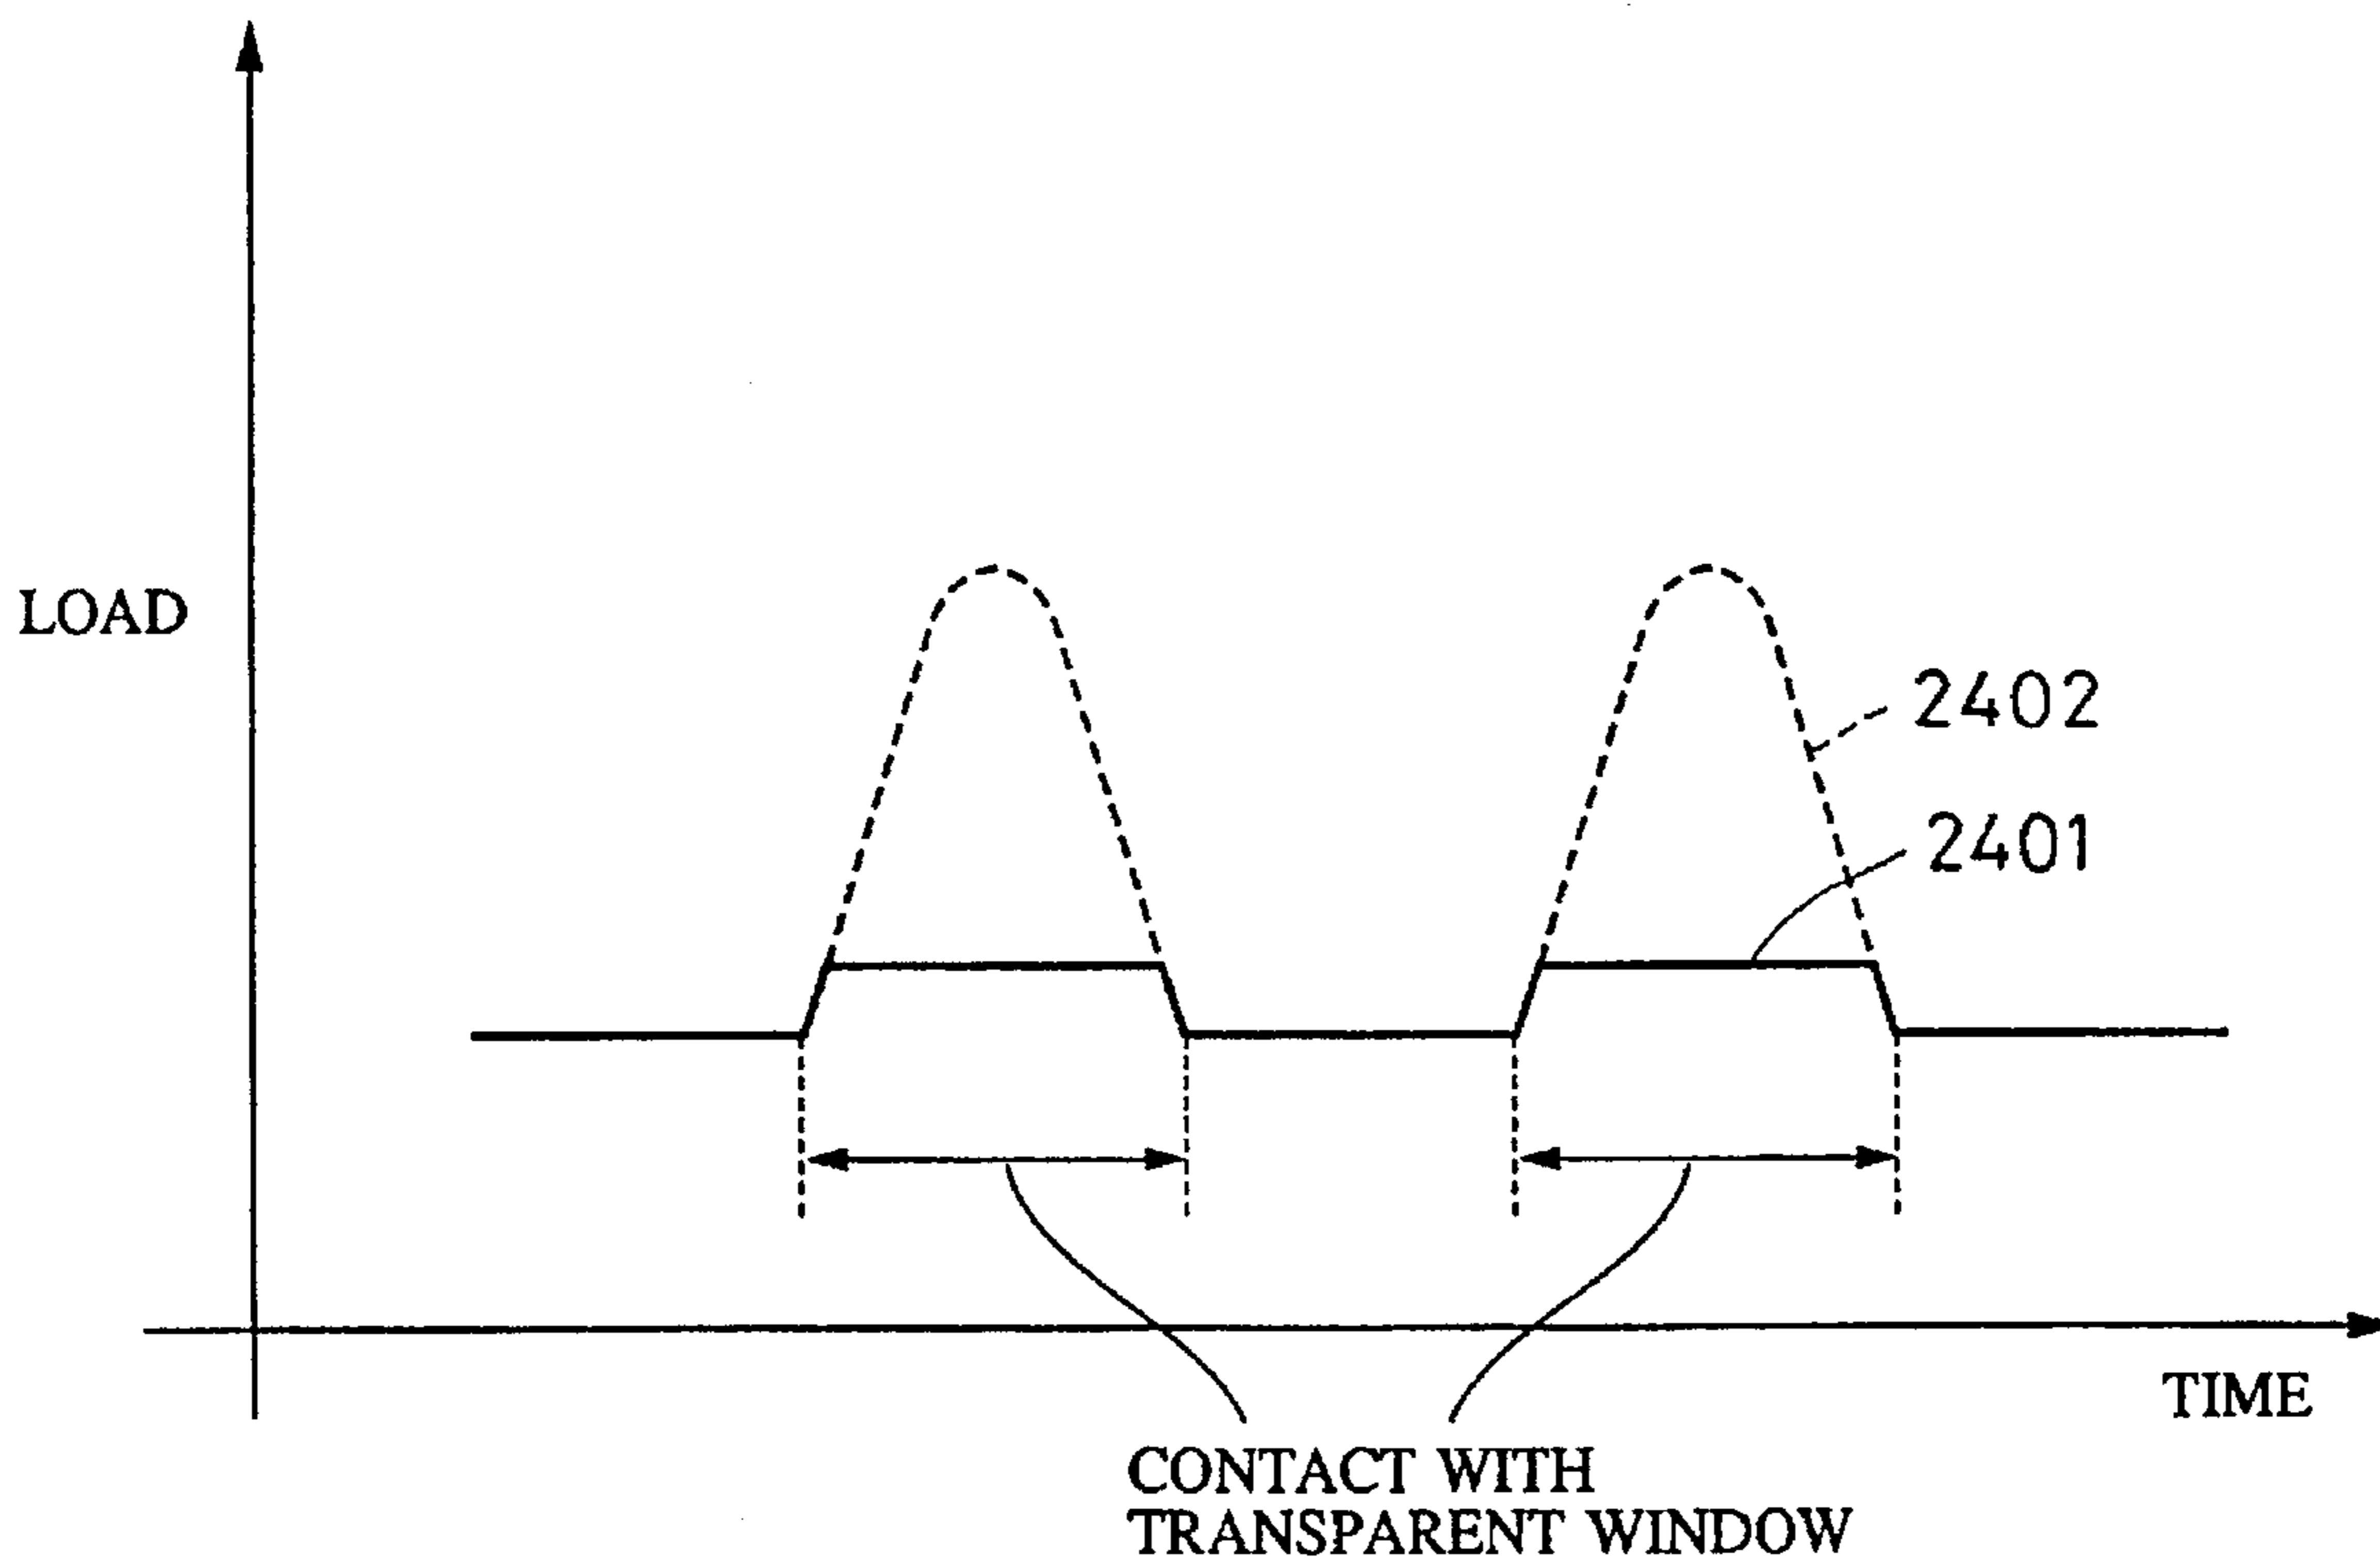 LOAD
2402
2401
TIME
CONTACT WITH
TRANSPARENT WINDOW